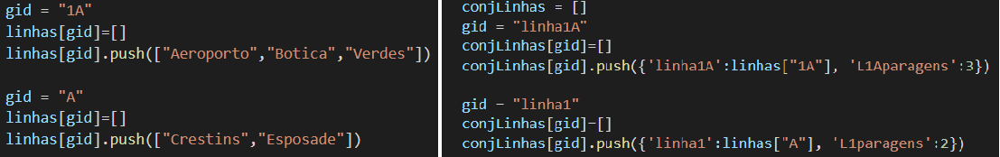 gid = "1A"
linhas[gid]=[]
linhas[gid].push(["Aeroporto","Botica","Verdes"])
gid = "A"
linhas[gid]=[]
linhas[gid].push(["Crestins","Esposade"])
conjLinhas = []
gid = "linha1A"
conjLinhas[gid]=[]
conjLinhas[gid].push({'linha1A':linhas["1A"], 'L1Aparagens':3})
gid = "linha1"
conjLinhas[gid]=[]
conjLinhas[gid].push({'linha1':linhas["A"], 'L1paragens':2})